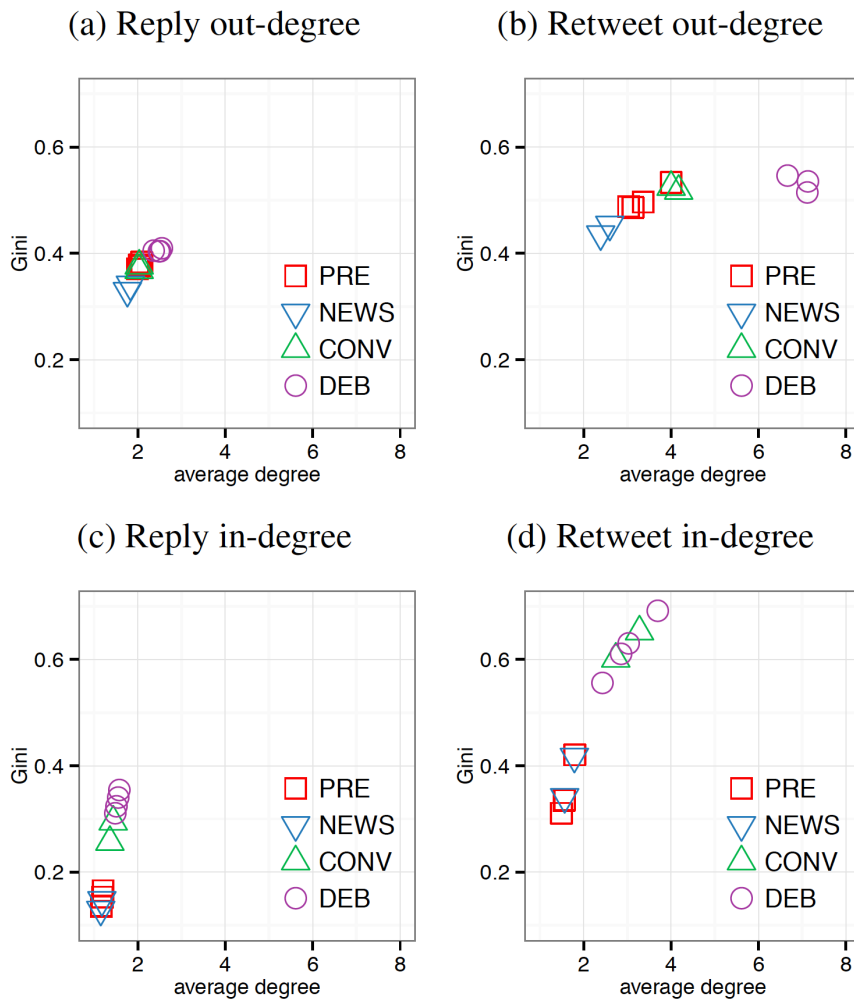 (a) Reply out-degree
Gini
0.6
0.4
0.2
PRE
NEWS
CONV
DEB
2 4 6 8
average degree
(b) Retweet out-degree
0.6
0.4
0.2
PRE
NEWS
CONV
DEB
2 4 6 8
average degree
(c) Reply in-degree
Gini
0.6
0.4
0.2
PRE
NEWS
CONV
DEB
2 4 6 8
average degree
(d) Retweet in-degree
0.6
0.4
0.2
PRE
NEWS
CONV
DEB
2 4 6 8
average degree
Gini
Gini